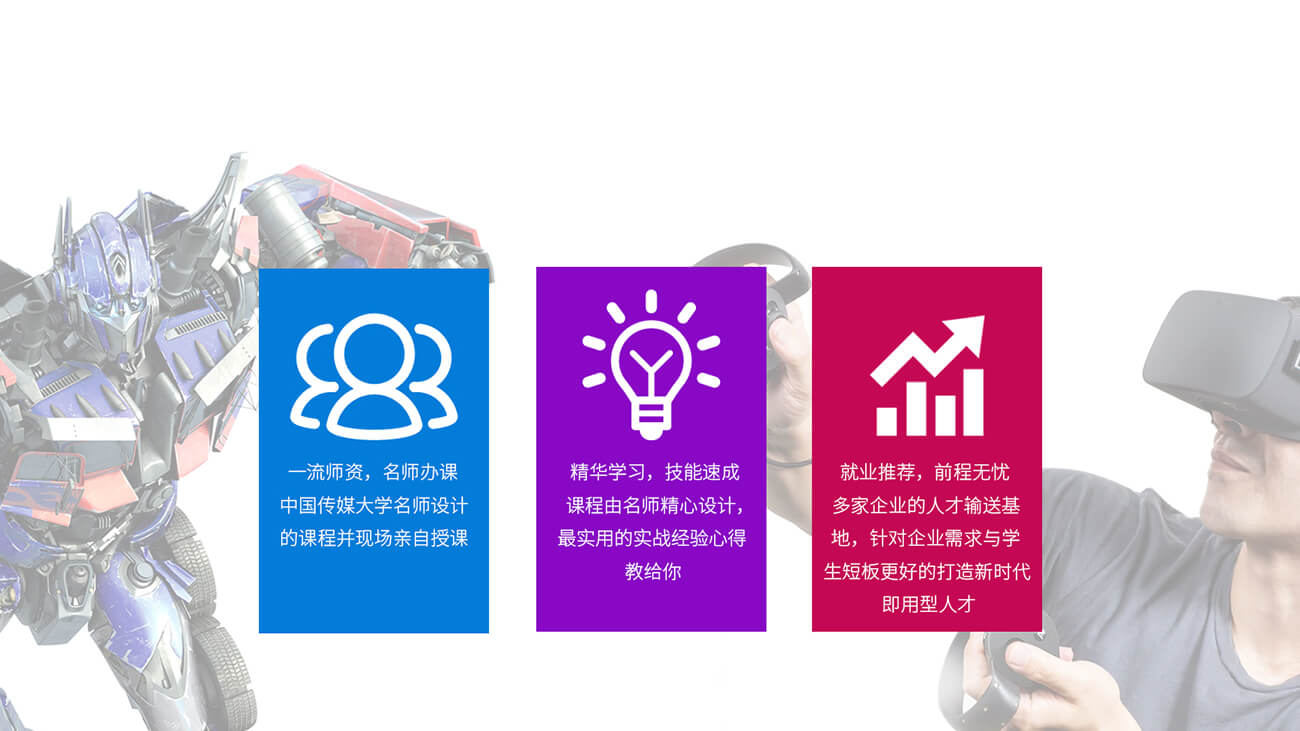 一流师资，名师办课
中国传媒大学名师设计
的课程并现场亲自授课
精华学习，技能速成
课程由名师精心设计，
最实用的实战经验心得
教给你
就业推荐，前程无忧
多家企业的人才输送基
地，针对企业需求与学
生短板更好的打造新时代
即用型人才